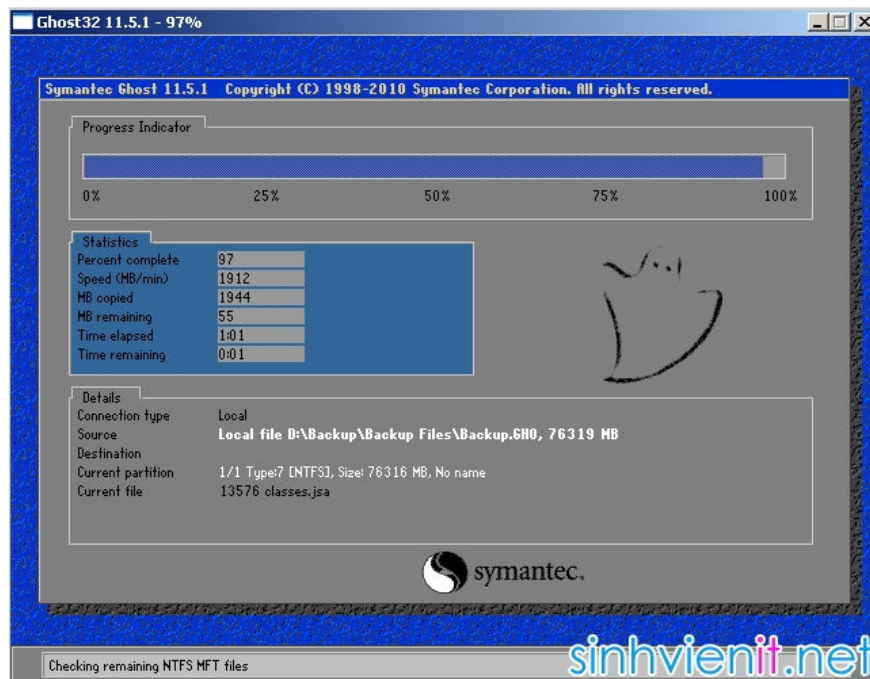 Ghost32 11.5.1 - 97%
Symantec Ghost 11.5.1 Copyright (C) 1998-2010 Symantec Corporation. All rights reserved.
Progress Indicator
0% 25% 50% 75% 100%
Statistics
Percent complete 97
Speed (MB/min) 1912
MB copied 1944
MB remaining 55
Time elapsed 1:01
Time remaining 0:01
Details
Connection type Local
Source Local file D:\Backup\Backup Files\Backup.GHO, 76319 MB
Destination
Current partition 1/1 Type:7 [NTFS], Size: 76316 MB, No name
Current file 13576 classes.jsa
symantec.
Checking remaining NTFS MFT files
sinhvienit.net